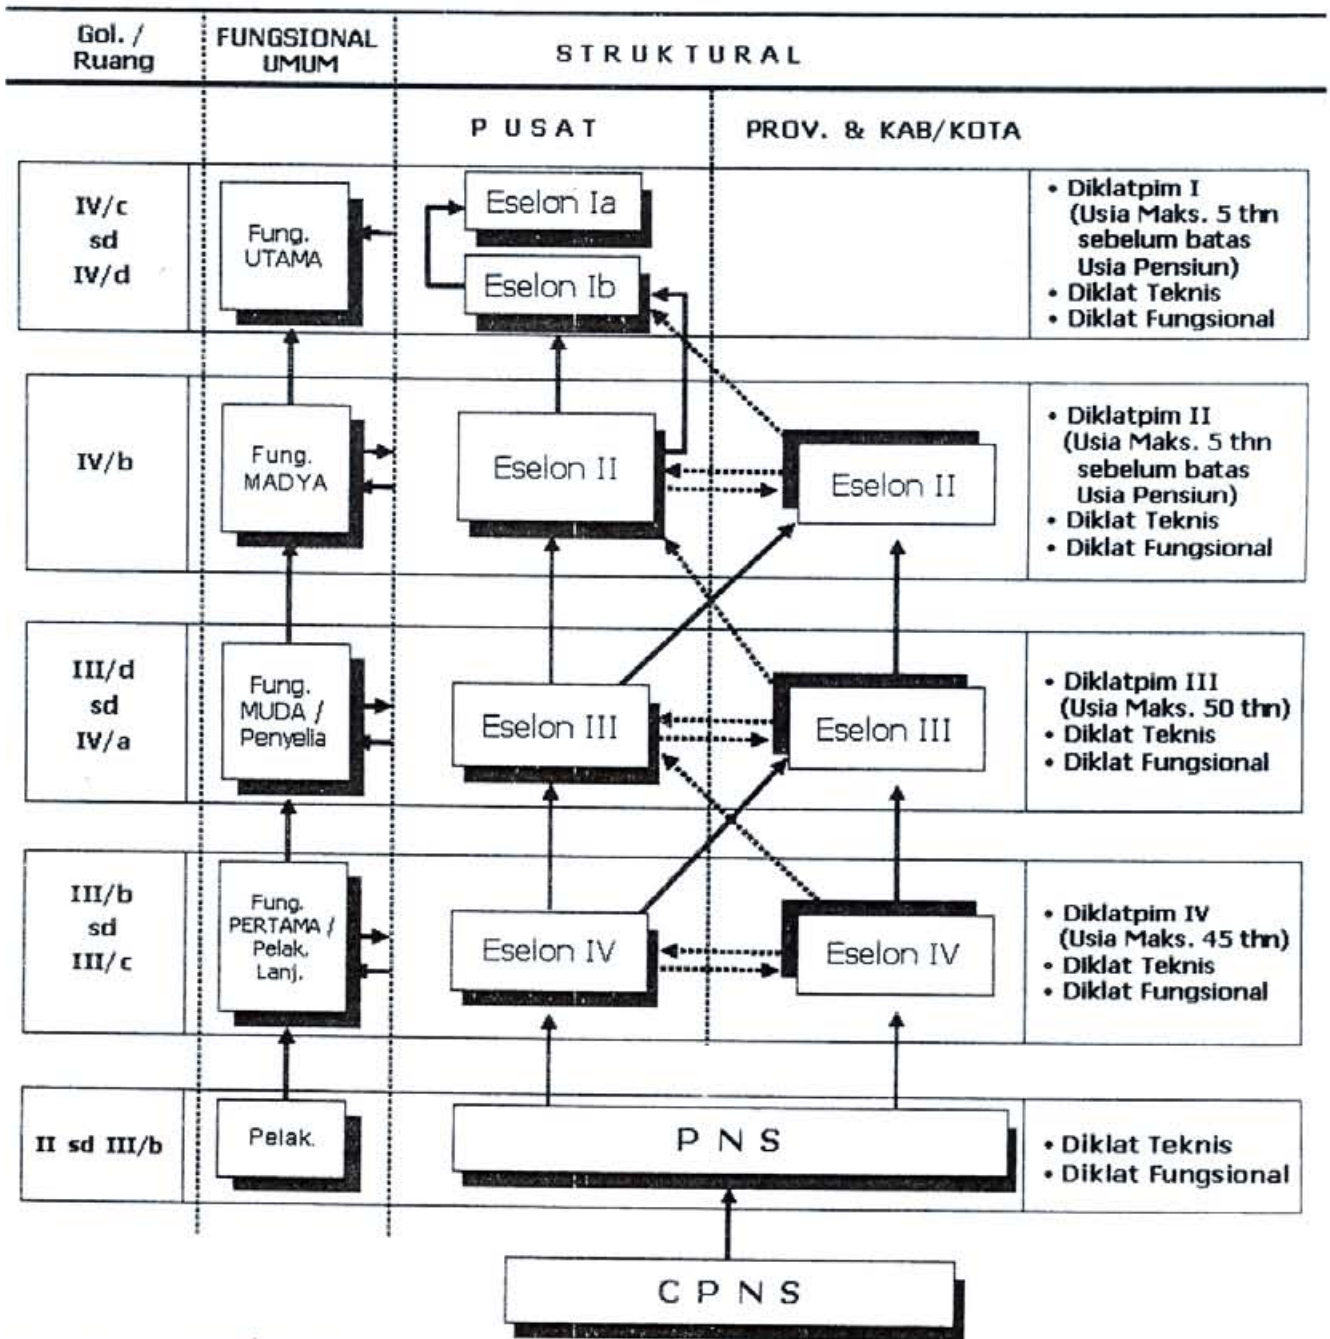 Gol. /
Ruang
FUNGSIONAL
UMUM
STRUKTURAL
PUSAT
PROV. & KAB/KOTA
IV/c
sd
IV/d
Fung.
UTAMA
Eselon Ia
Eselon Ib
• Diklatpim I
(Usia Maks. 5 thn
sebelum batas
Usia Pensiun)
• Diklat Teknis
• Diklat Fungsional
IV/b
Fung.
MADYA
Eselon II
Eselon II
• Diklatpim II
(Usia Maks. 5 thn
sebelum batas
Usia Pensiun)
• Diklat Teknis
• Diklat Fungsional
III/d
sd
IV/a
Fung.
MUDA /
Penyelia
Eselon III
Eselon III
• Diklatpim III
(Usia Maks. 50 thn)
• Diklat Teknis
• Diklat Fungsional
III/b
sd
III/c
Fung.
PERTAMA /
Pelak.
Lanj.
Eselon IV
Eselon IV
• Diklatpim IV
(Usia Maks. 45 thn)
• Diklat Teknis
• Diklat Fungsional
II sd III/b
Pelak.
PNS
• Diklat Teknis
• Diklat Fungsional
CPNS